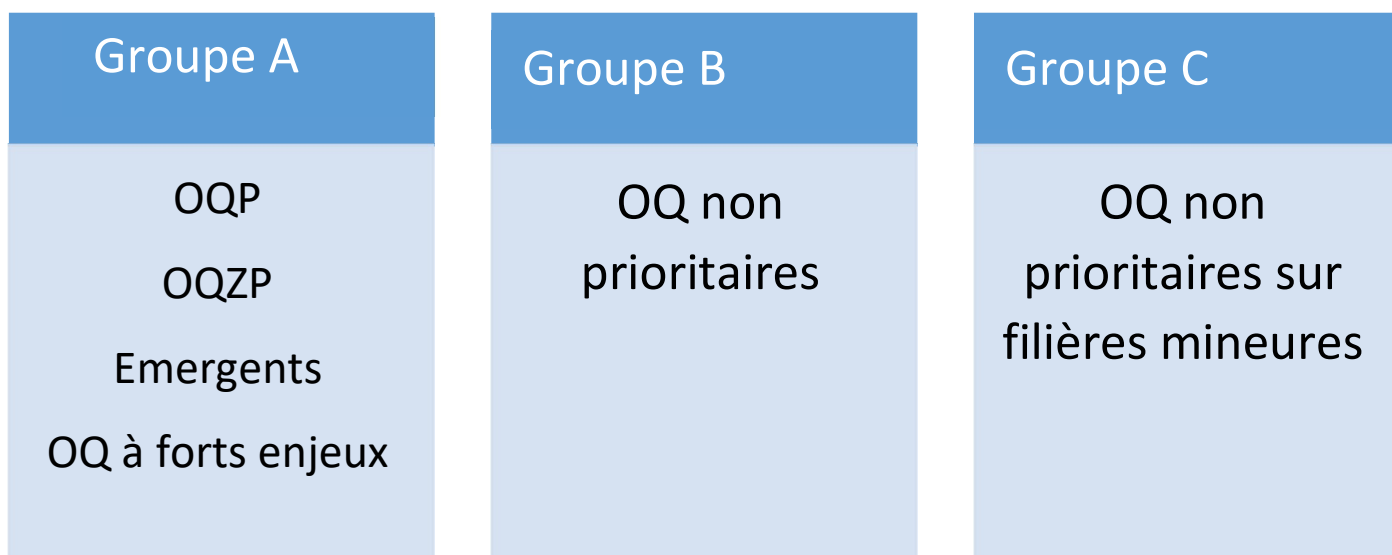 Groupe A
OQP
OQZP
Emergents
OQ à forts enjeux
Groupe B
OQ non
prioritaires
Groupe C
OQ non
prioritaires sur
filières mineures